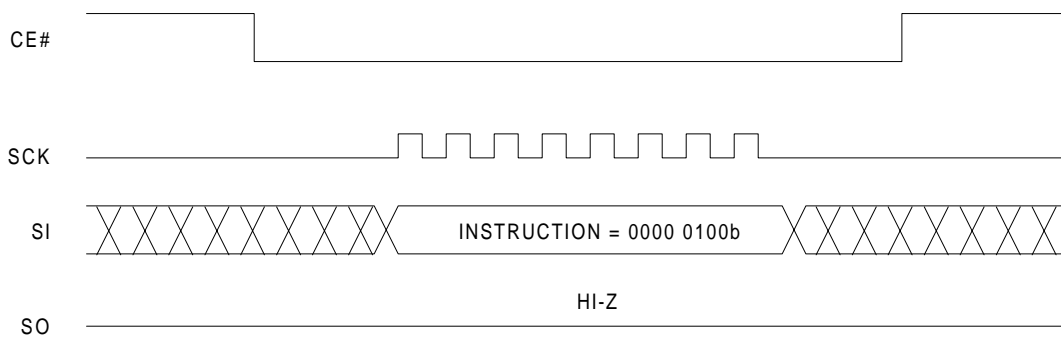 CE#
SCK
SI
INSTRUCTION = 0000 0100b
HI-Z
SO